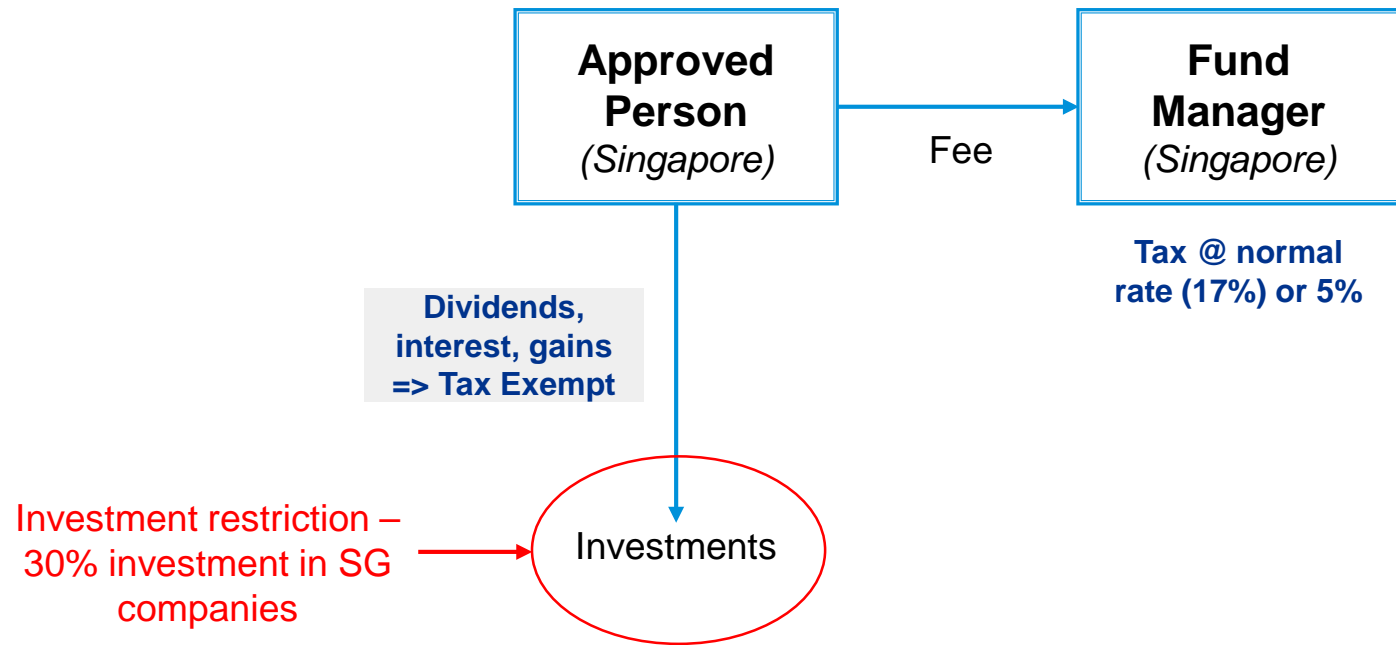 Approved
Person
(Singapore)
Fee
Fund
Manager
(Singapore)
Tax @ normal
rate (17%) or 5%
Dividends,
interest, gains
=> Tax Exempt
Investment restriction –
30% investment in SG
companies
Investments